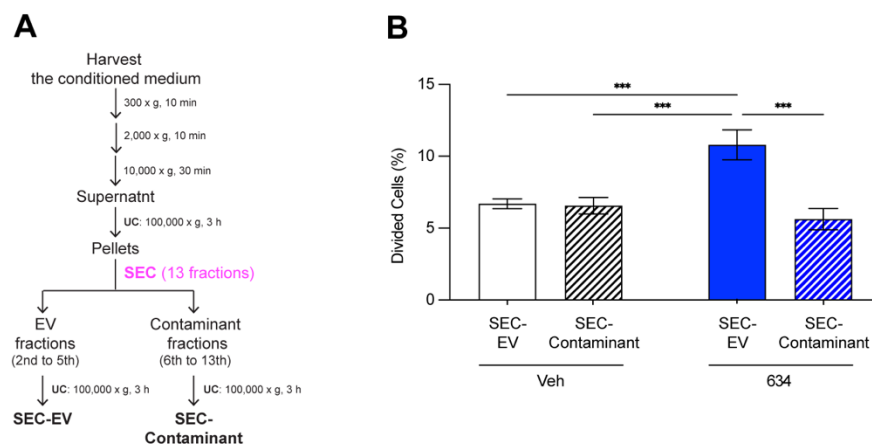 A
Harvest
the conditioned medium
300 x g, 10 min
2,000 x g, 10 min
10,000 x g, 30 min
Supernatnt
UC: 100,000 x g, 3 h
Pellets
SEC (13 fractions)
EV
fractions
(2nd to 5th)
Contaminant
fractions
(6th to 13th)
UC: 100,000 x g, 3 h
UC: 100,000 x g, 3 h
SEC-EV
SEC-
Contaminant
B
Divided Cells (%)
15
10
5
0
***
***
***
SEC-
EV
SEC-
Contaminant
SEC-
EV
SEC-
Contaminant
Veh
634